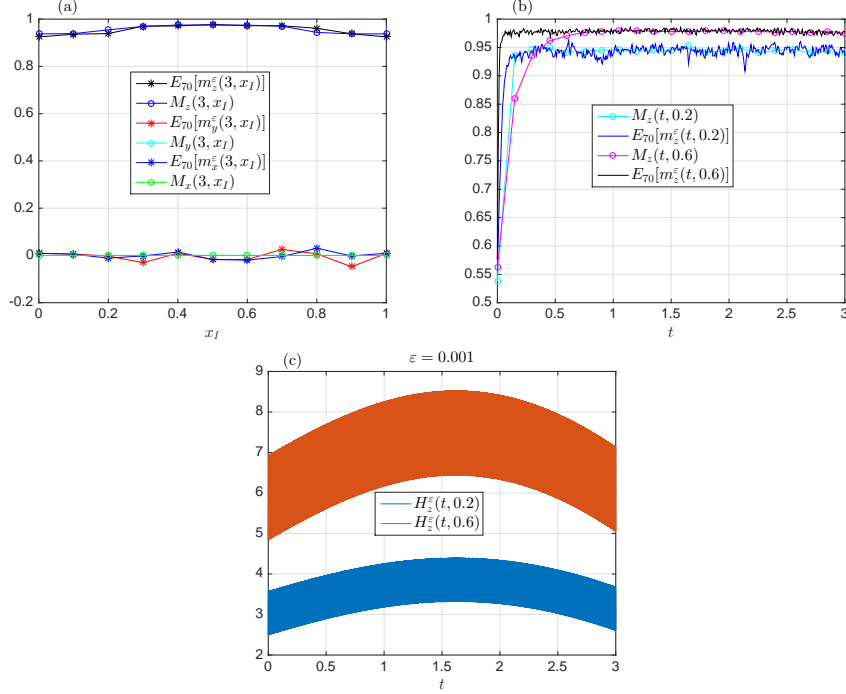 (a)
1
0.8
0.6
0.4
0.2
0
-0.2
E₇₀[m_z^ε(3, x_I)]
M_z(3, x_I)
E₇₀[m_y^ε(3, x_I)]
M_y(3, x_I)
E₇₀[m_x^ε(3, x_I)]
M_x(3, x_I)
0 0.2 0.4 0.6 0.8 1
x_I
(b)
1
0.95
0.9
0.85
0.8
0.75
0.7
0.65
0.6
0.55
0.5
M_z(t, 0.2)
E₇₀[m_z^ε(t, 0.2)]
M_z(t, 0.6)
E₇₀[m_z^ε(t, 0.6)]
0 0.5 1 1.5 2 2.5 3
t
(c) ε = 0.001
9
8
7
6
5
4
3
2
H_z^ε(t, 0.2)
H_z^ε(t, 0.6)
0 0.5 1 1.5 2 2.5 3
t